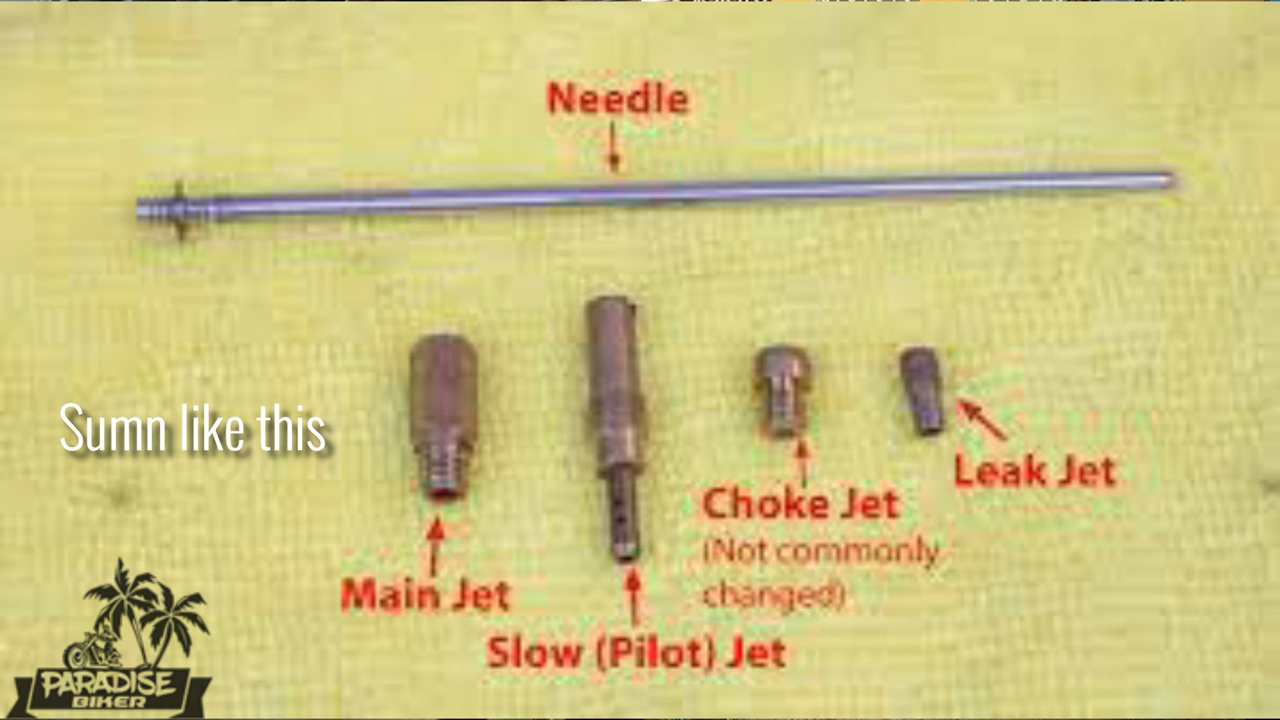 Needle
Sumn like this
Main Jet
Slow (Pilot) Jet
Choke Jet
(Not commonly
changed)
Leak Jet
PARADISE
BIKER